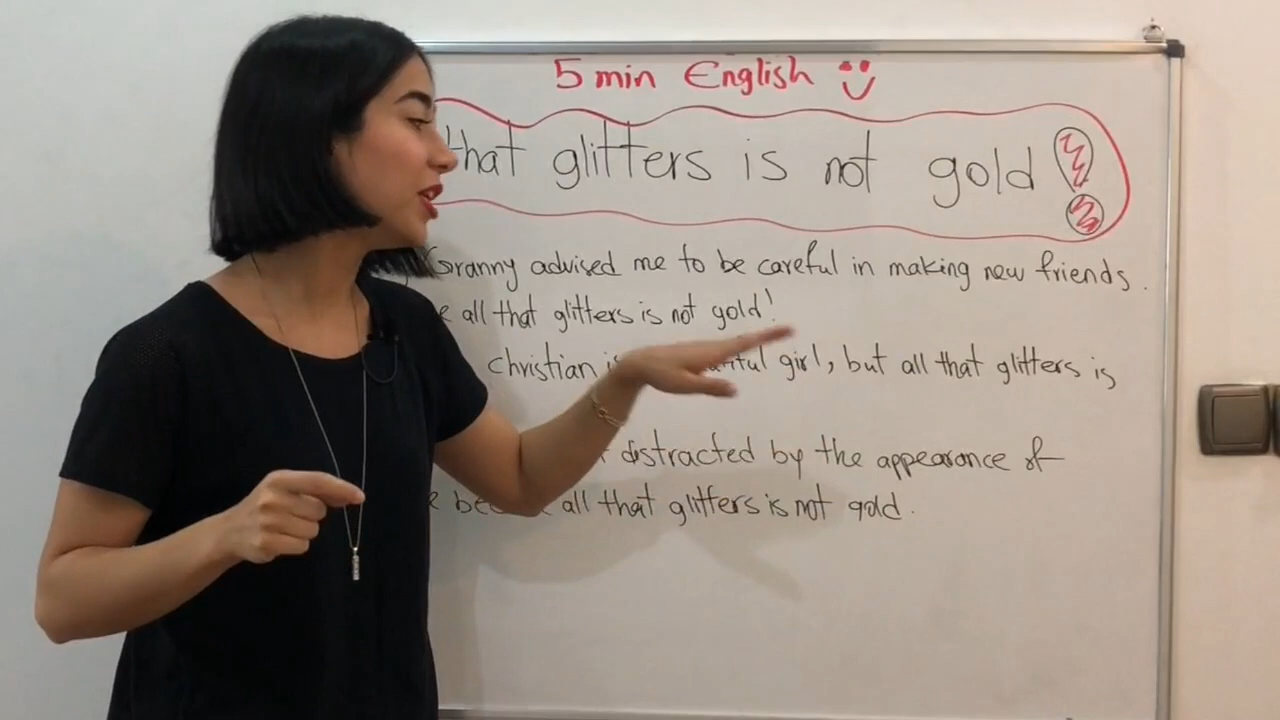 5 min English
that glitters is not gold!
Granny advised me to be careful in making new friends.
all that glitters is not gold!
christian girl, but all that glitters is
distracted by the appearance of
all that glitters is not gold.